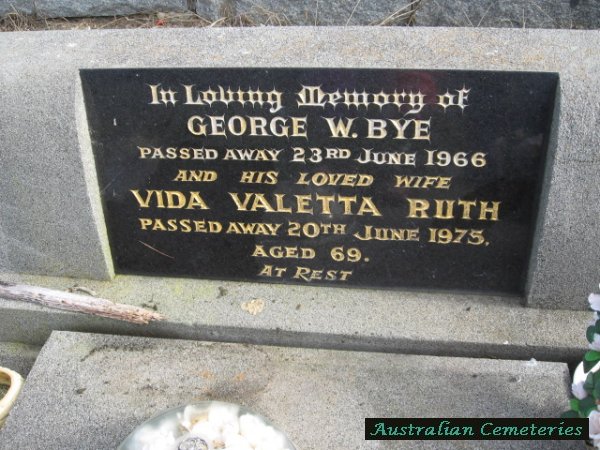 In Loving Memory of
GEORGE W. BYE
PASSED AWAY 23RD JUNE 1966
AND HIS LOVED WIFE
VIDA VALETTA RUTH
PASSED AWAY 20TH JUNE 1975,
AGED 69.
AT REST
Australian Cemeteries